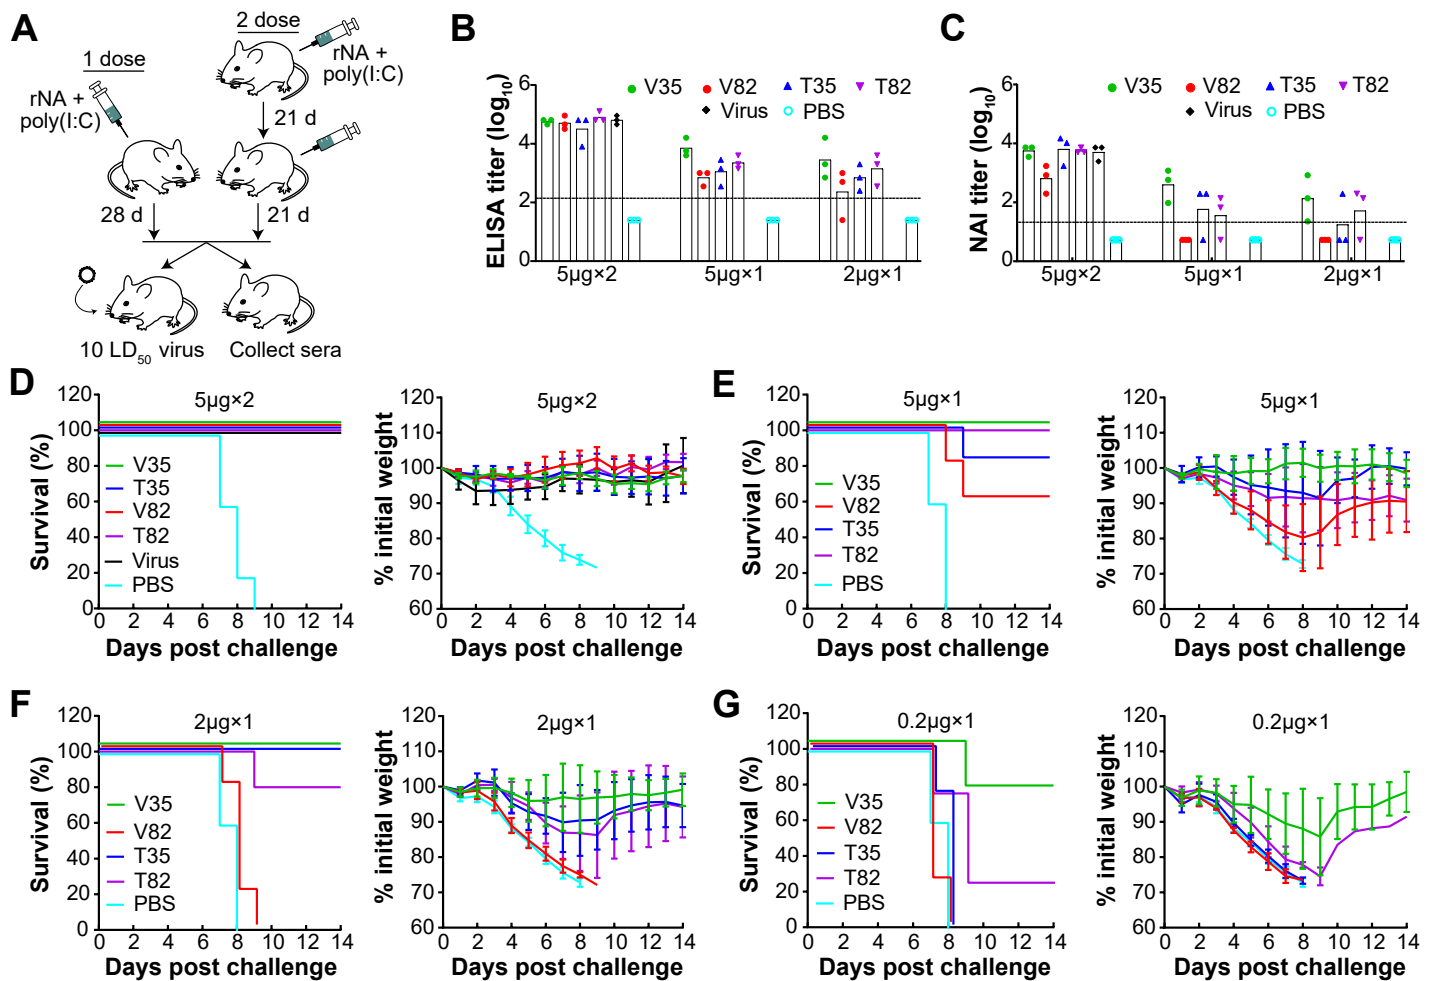 A
2 dose
rNA +
poly(I:C)
1 dose
rNA +
poly(I:C)
21 d
28 d
21 d
10 LD50 virus
Collect sera
B
V35
V82
T35
T82
Virus
PBS
ELISA titer (log10)
6
4
2
0
5μg×2
5μg×1
2μg×1
C
V35
V82
T35
T82
Virus
PBS
NAI titer (log10)
6
4
2
0
5μg×2
5μg×1
2μg×1
D
5μg×2
Survival (%)
120
100
80
60
40
20
0
V35
T35
V82
T82
Virus
PBS
0 2 4 6 8 10 12 14
Days post challenge
5μg×2
% initial weight
120
110
100
90
80
70
60
0 2 4 6 8 10 12 14
Days post challenge
E
5μg×1
Survival (%)
120
100
80
60
40
20
0
V35
V82
T35
T82
PBS
0 2 4 6 8 10 12 14
Days post challenge
5μg×1
% initial weight
120
110
100
90
80
70
60
0 2 4 6 8 10 12 14
Days post challenge
F
2μg×1
Survival (%)
120
100
80
60
40
20
0
V35
V82
T35
T82
PBS
0 2 4 6 8 10 12 14
Days post challenge
2μg×1
% initial weight
120
110
100
90
80
70
60
0 2 4 6 8 10 12 14
Days post challenge
G
0.2μg×1
Survival (%)
120
100
80
60
40
20
0
V35
V82
T35
T82
PBS
0 2 4 6 8 10 12 14
Days post challenge
0.2μg×1
% initial weight
120
110
100
90
80
70
60
0 2 4 6 8 10 12 14
Days post challenge